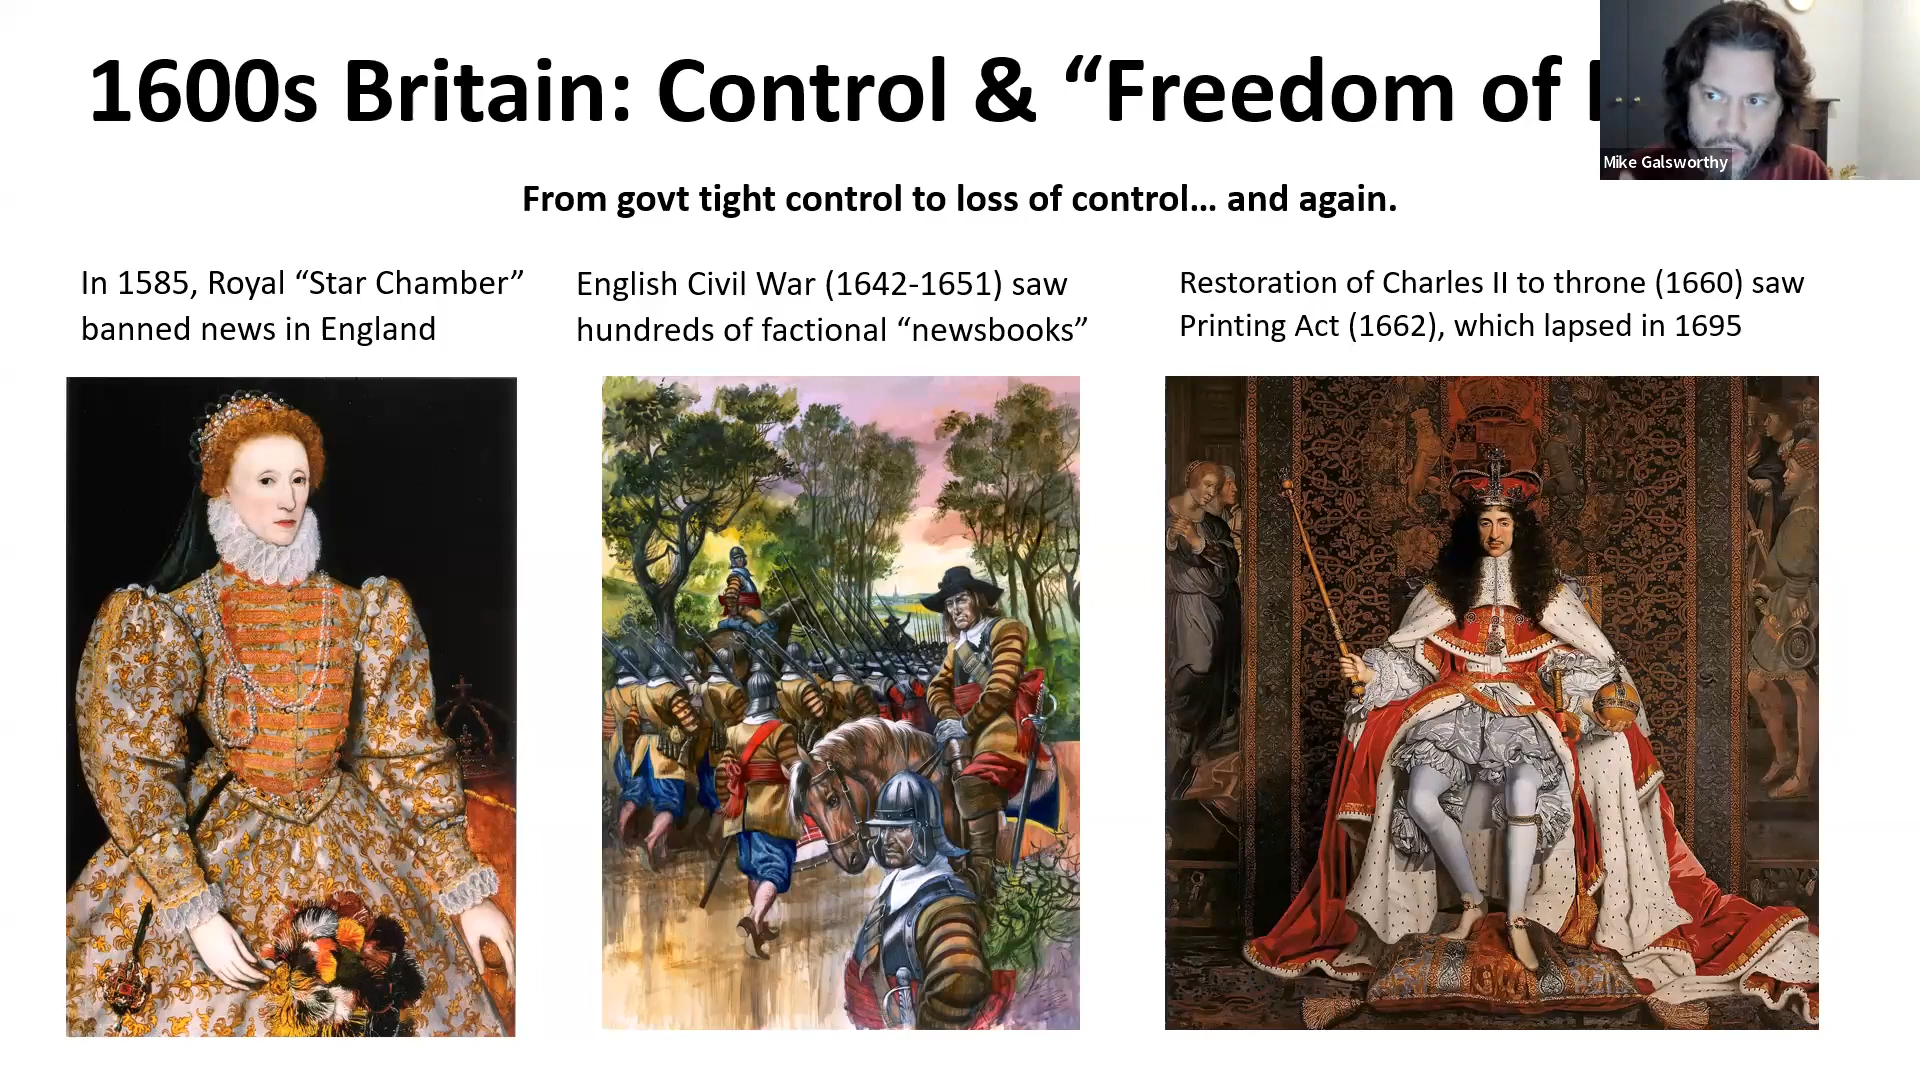 1600s Britain: Control & “Freedom of
Mike Galsworthy
From govt tight control to loss of control... and again.
In 1585, Royal “Star Chamber”
banned news in England
English Civil War (1642-1651) saw
hundreds of factional “newsbooks”
Restoration of Charles II to throne (1660) saw
Printing Act (1662), which lapsed in 1695